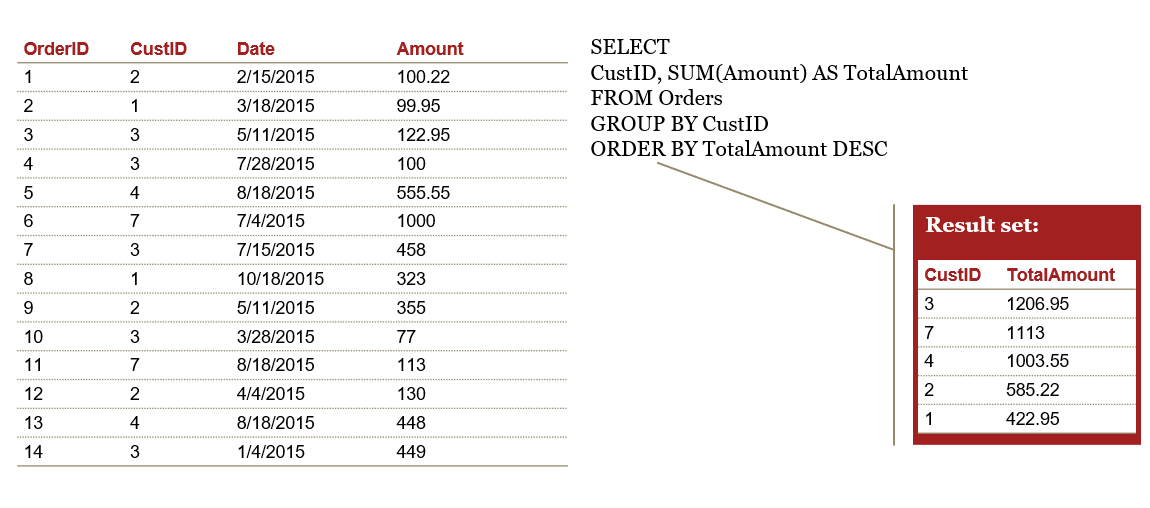 OrderID CustID Date Amount
1 2 2/15/2015 100.22
2 1 3/18/2015 99.95
3 3 5/11/2015 122.95
4 3 7/28/2015 100
5 4 8/18/2015 555.55
6 7 7/4/2015 1000
7 3 7/15/2015 458
8 1 10/18/2015 323
9 2 5/11/2015 355
10 3 3/28/2015 77
11 7 8/18/2015 113
12 2 4/4/2015 130
13 4 8/18/2015 448
14 3 1/4/2015 449
SELECT
CustID, SUM(Amount) AS TotalAmount
FROM Orders
GROUP BY CustID
ORDER BY TotalAmount DESC
Result set:
CustID TotalAmount
3 1206.95
7 1113
4 1003.55
2 585.22
1 422.95